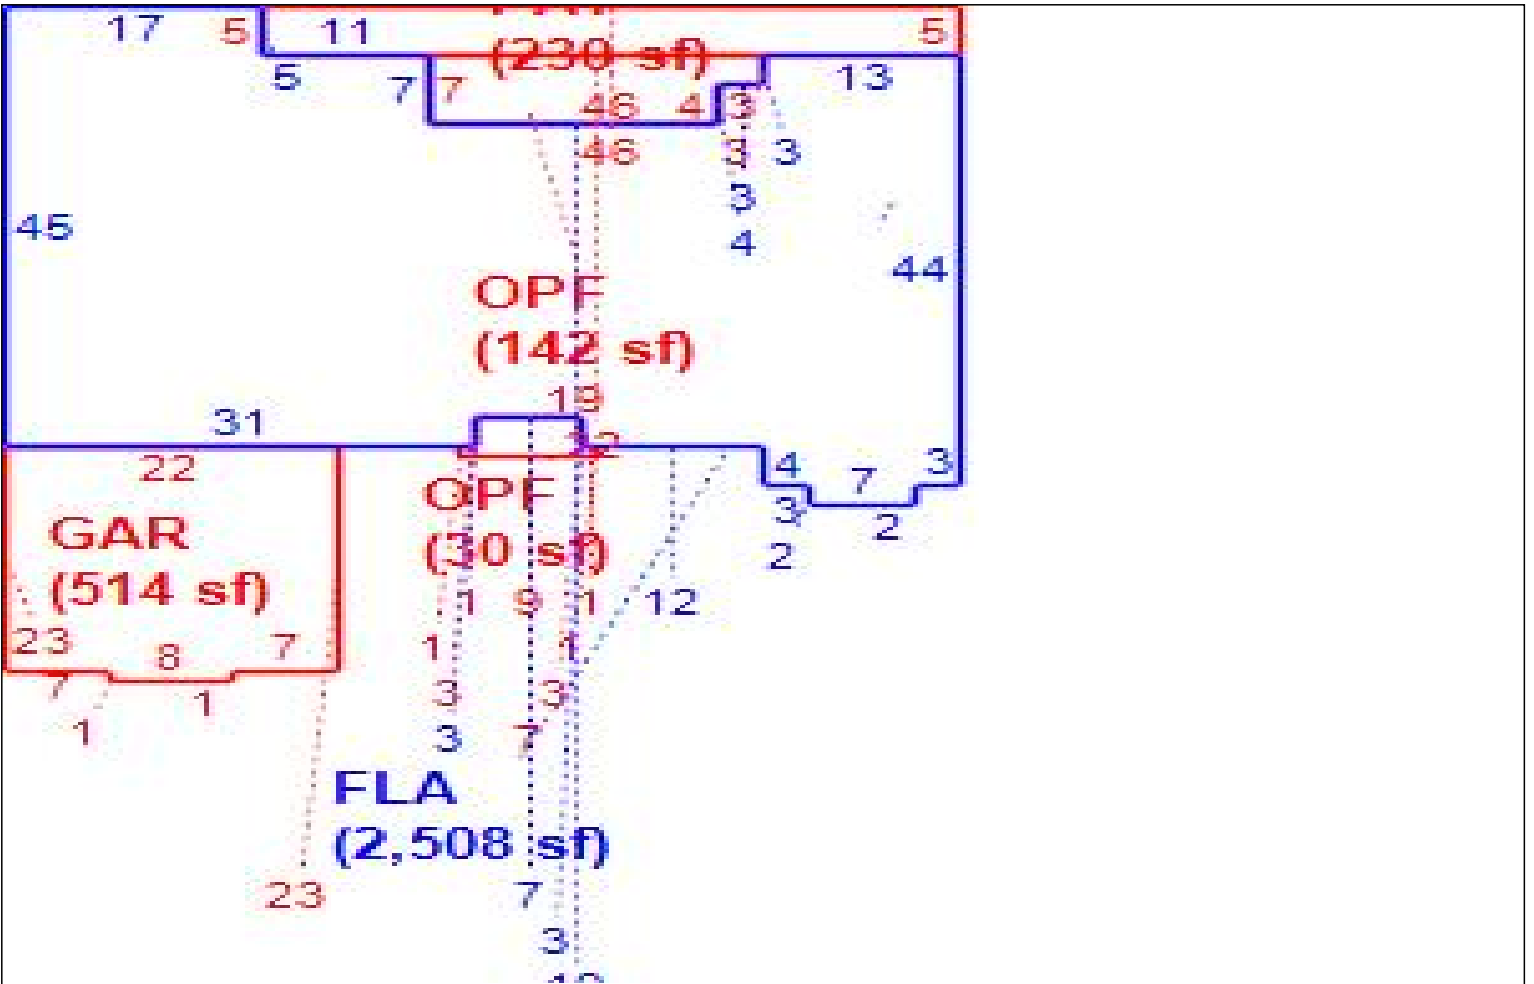 17 5 11 5
(230 sf)
5 7 7 13
46 4 3
46 3 3
3
45 4 44
OPF
(142 sf)
19
31 2
22 4 7 3
OPF
GAR (30 sf) 3 2
(514 sf) 2
1 9 1 12
23 8 7 1 1
7 1 3 3
1 3 7
FLA
(2,508 sf)
23 7
3